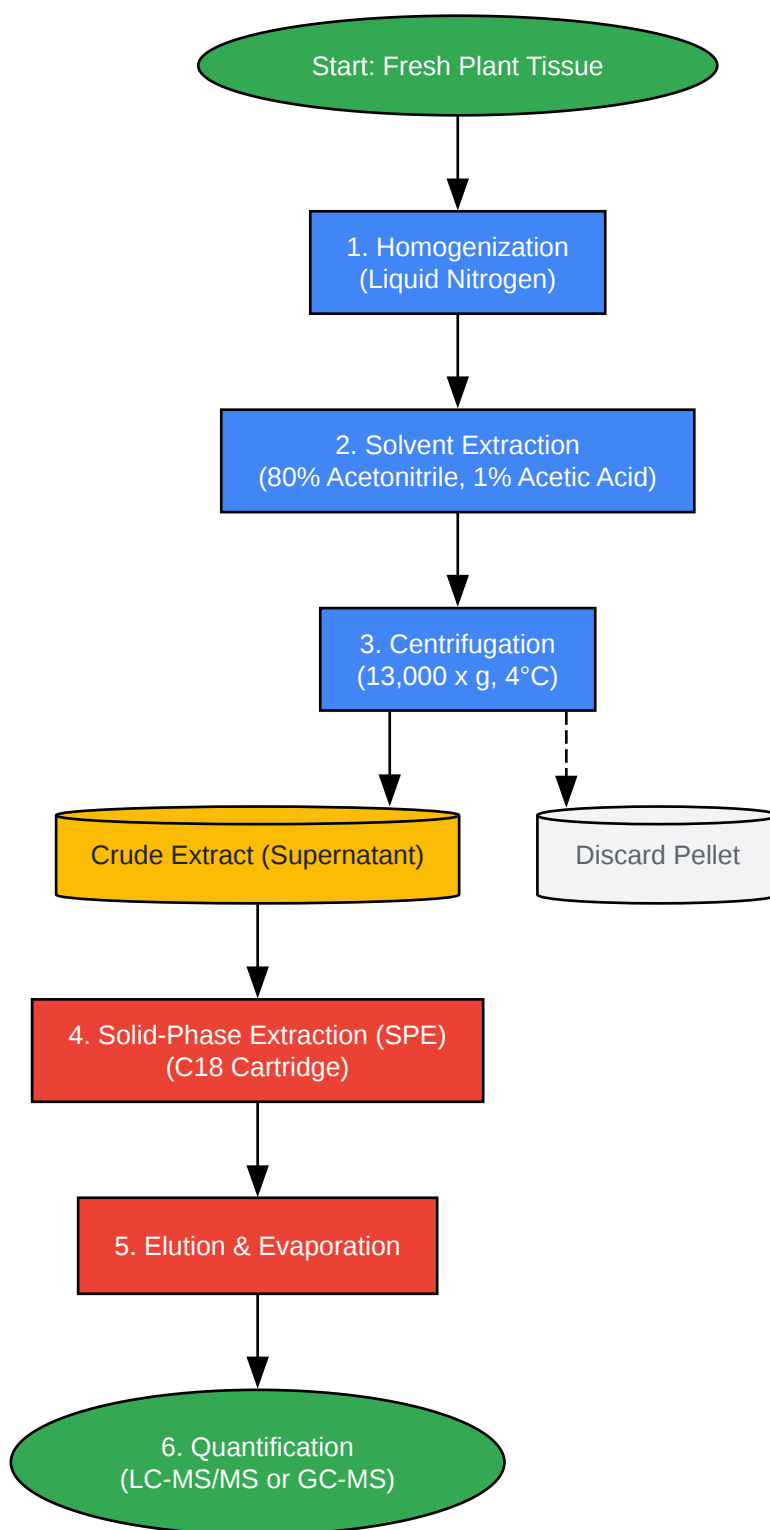 Start: Fresh Plant Tissue
1. Homogenization
(Liquid Nitrogen)
2. Solvent Extraction
(80% Acetonitrile, 1% Acetic Acid)
3. Centrifugation
(13,000 x g, 4°C)
Crude Extract (Supernatant)
Discard Pellet
4. Solid-Phase Extraction (SPE)
(C18 Cartridge)
5. Elution & Evaporation
6. Quantification
(LC-MS/MS or GC-MS)